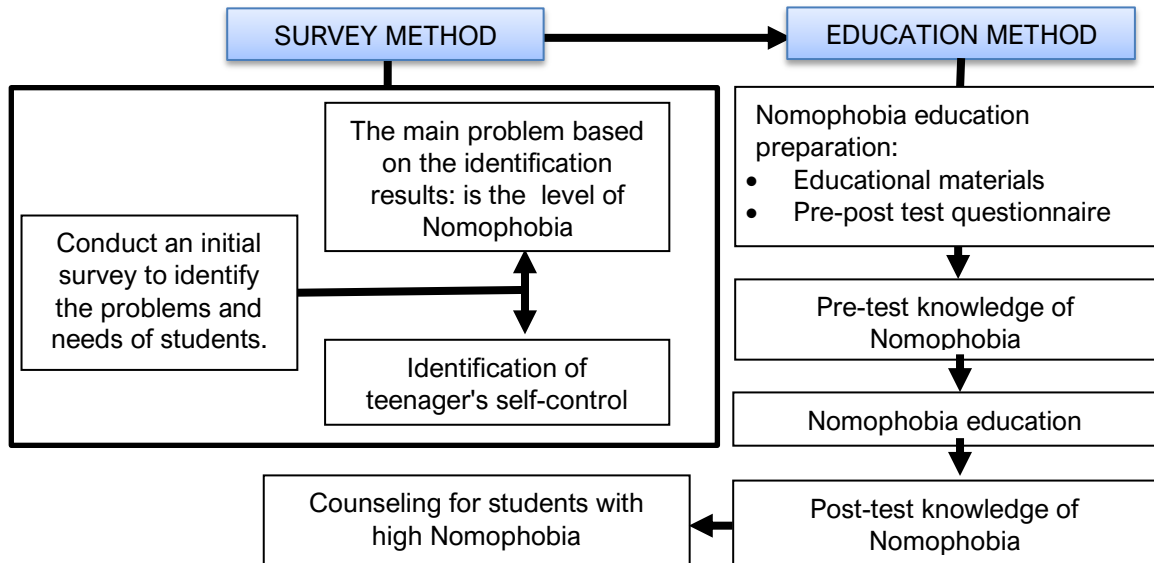 SURVEY METHOD
EDUCATION METHOD
The main problem based
on the identification
results: is the  level of
Nomophobia
Conduct an initial
survey to identify
the problems and
needs of students.
Identification of
teenager's self-control
Nomophobia education
preparation:
• Educational materials
• Pre-post test questionnaire
Pre-test knowledge of
Nomophobia
Nomophobia education
Post-test knowledge of
Nomophobia
Counseling for students with
high Nomophobia